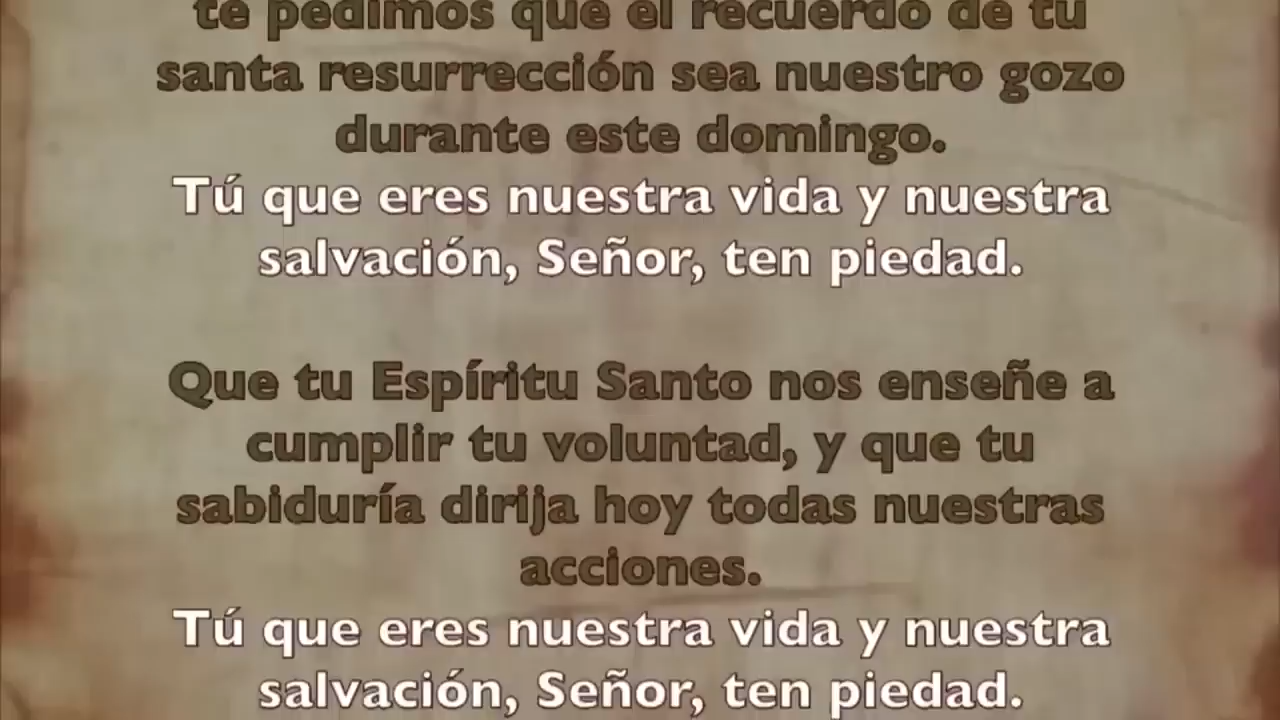 te pedimos que el recuerdo de tu
santa resurrección sea nuestro gozo
durante este domingo.
Tú que eres nuestra vida y nuestra
salvación, Señor, ten piedad.
Que tu Espíritu Santo nos enseñe a
cumplir tu voluntad, y que tu
sabiduría dirija hoy todas nuestras
acciones.
Tú que eres nuestra vida y nuestra
salvación, Señor, ten piedad.